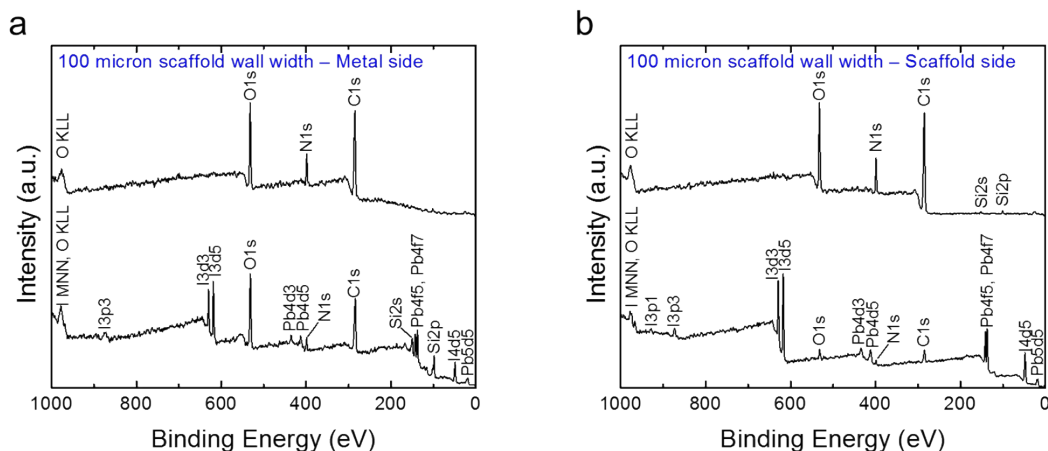 a
100 micron scaffold wall width – Metal side
O KLL
O1s
N1s
C1s
I MNN, O KLL
I3p3
I3d3
I3d5
O1s
Pb4d3
Pb4d5
N1s
C1s
Si2s
Pb4f5, Pb4f7
Si2p
I4d5
Pb5d5
Intensity (a.u.)
1000 800 600 400 200 0
Binding Energy (eV)
b
100 micron scaffold wall width – Scaffold side
O KLL
O1s
N1s
C1s
Si2s
Si2p
I MNN, O KLL
I3p1
I3p3
I3d3
I3d5
O1s
Pb4d3
Pb4d5
N1s
C1s
Pb4f5, Pb4f7
I4d5
Pb5d5
Intensity (a.u.)
1000 800 600 400 200 0
Binding Energy (eV)